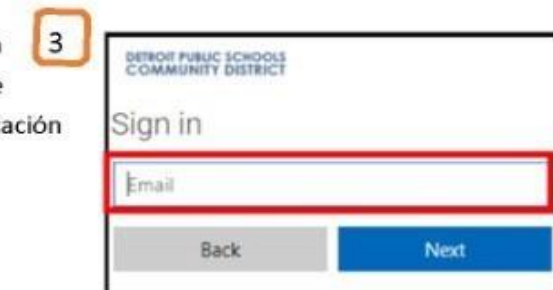 3
DETROIT PUBLIC SCHOOLS
COMMUNITY DISTRICT
Sign in
Email
Back
Next